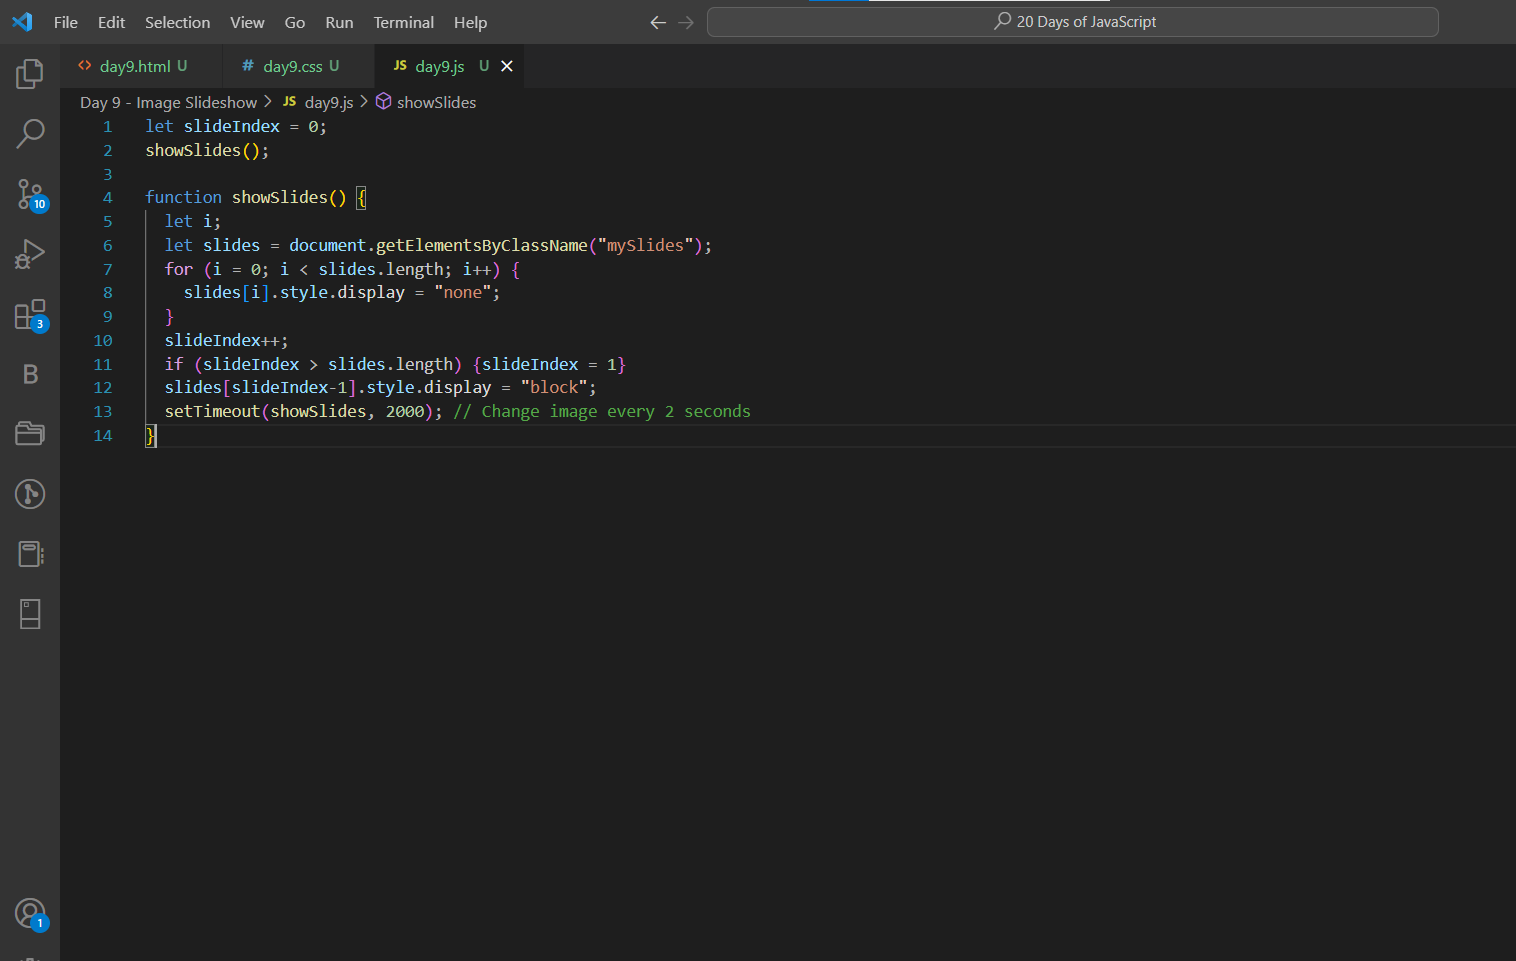 File Edit Selection View Go Run Terminal Help
20 Days of JavaScript
<> day9.html U # day9.css U JS day9.js U
Day 9 - Image Slideshow > JS day9.js > showSlides
1 let slideIndex = 0;
2 showSlides();
3
4 function showSlides() {
5 let i;
6 let slides = document.getElementsByClassName("mySlides");
7 for (i = 0; i < slides.length; i++) {
8 slides[i].style.display = "none";
9 }
10 slideIndex++;
11 if (slideIndex > slides.length) {slideIndex = 1}
12 slides[slideIndex-1].style.display = "block";
13 setTimeout(showSlides, 2000); // Change image every 2 seconds
14 }
10
3
B
1